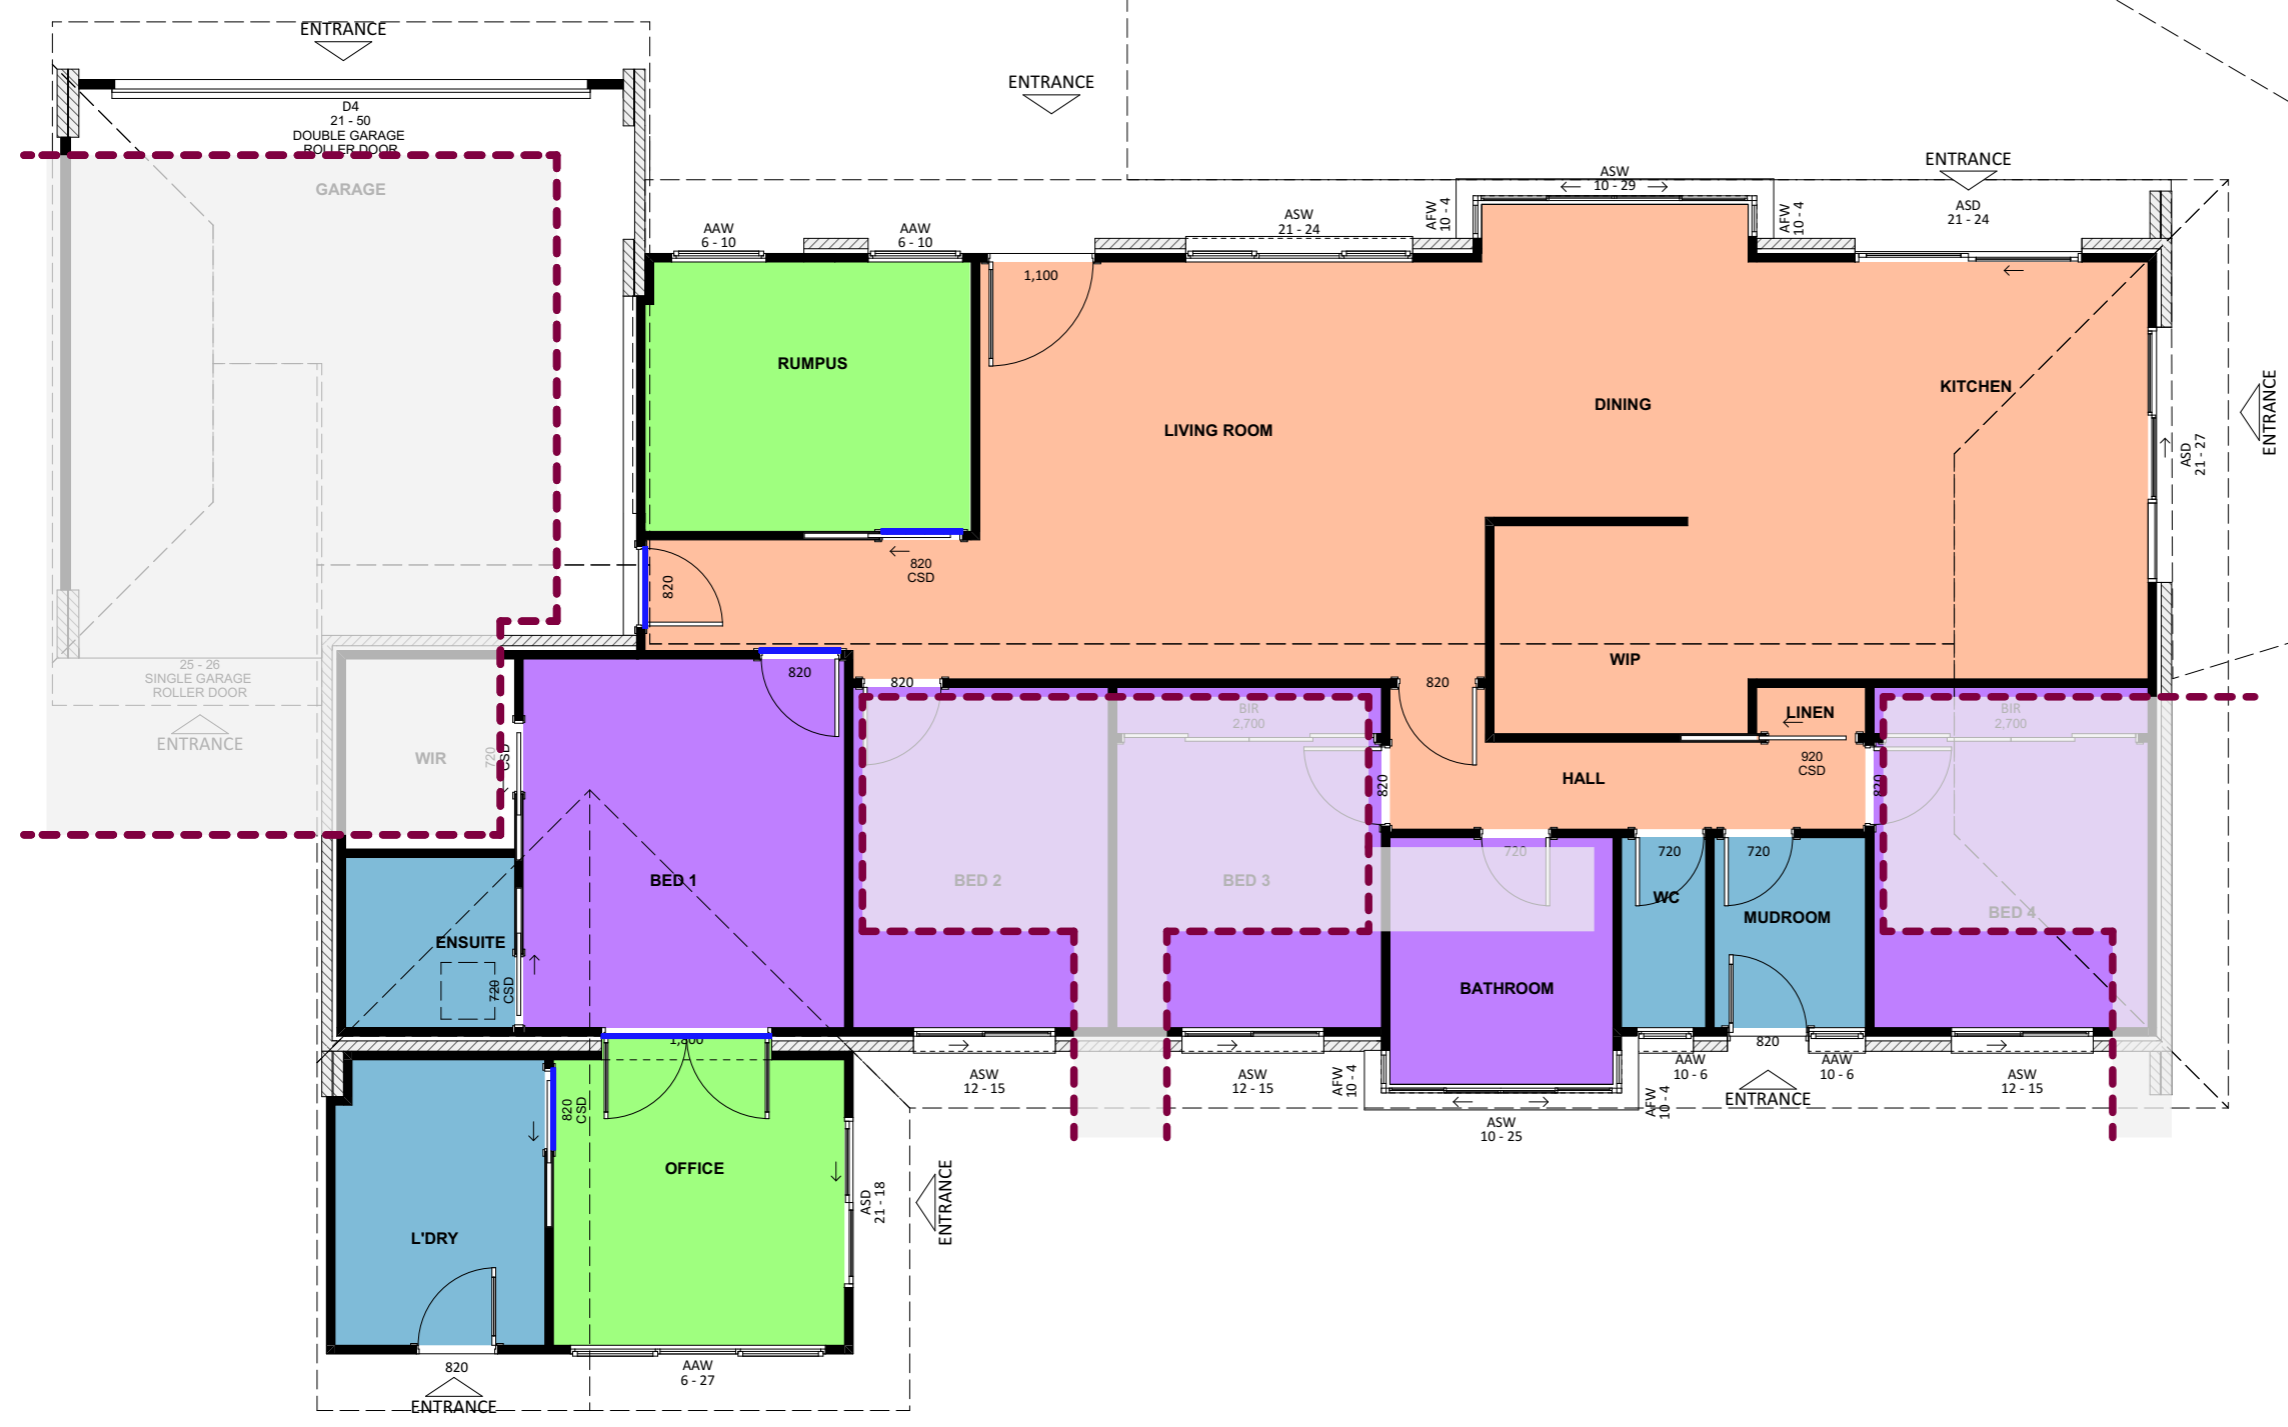 ENTRANCE
ENTRANCE
D4
21 - 50
DOUBLE GARAGE
ROLLER DOOR
GARAGE
ENTRANCE
ASW
10 - 29
AFW
10 - 4
AFW
10 - 4
ASD
21 - 24
ASW
21 - 24
AAW
6 - 10
AAW
6 - 10
1,100
RUMPUS
LIVING ROOM
DINING
KITCHEN
ENTRANCE
ASD
21 - 27
820
CSD
820
WIP
25 - 26
SINGLE GARAGE
ROLLER DOOR
ENTRANCE
820
820
820
BIR
2,700
LINEN
BIR
2,700
WIR
720
CSD
HALL
920
CSD
820
820
720
720
720
BED 1
BED 2
BED 3
WC
MUDROOM
BED 4
ENSUITE
720
CSD
BATHROOM
1,800
820
CSD
ASW
12 - 15
ASW
12 - 15
AFW
10 - 4
AFW
10 - 4
AAW
10 - 6
820
AAW
10 - 6
ASW
12 - 15
ENTRANCE
ASW
10 - 25
OFFICE
ASD
21 - 18
ENTRANCE
L'DRY
820
AAW
6 - 27
ENTRANCE